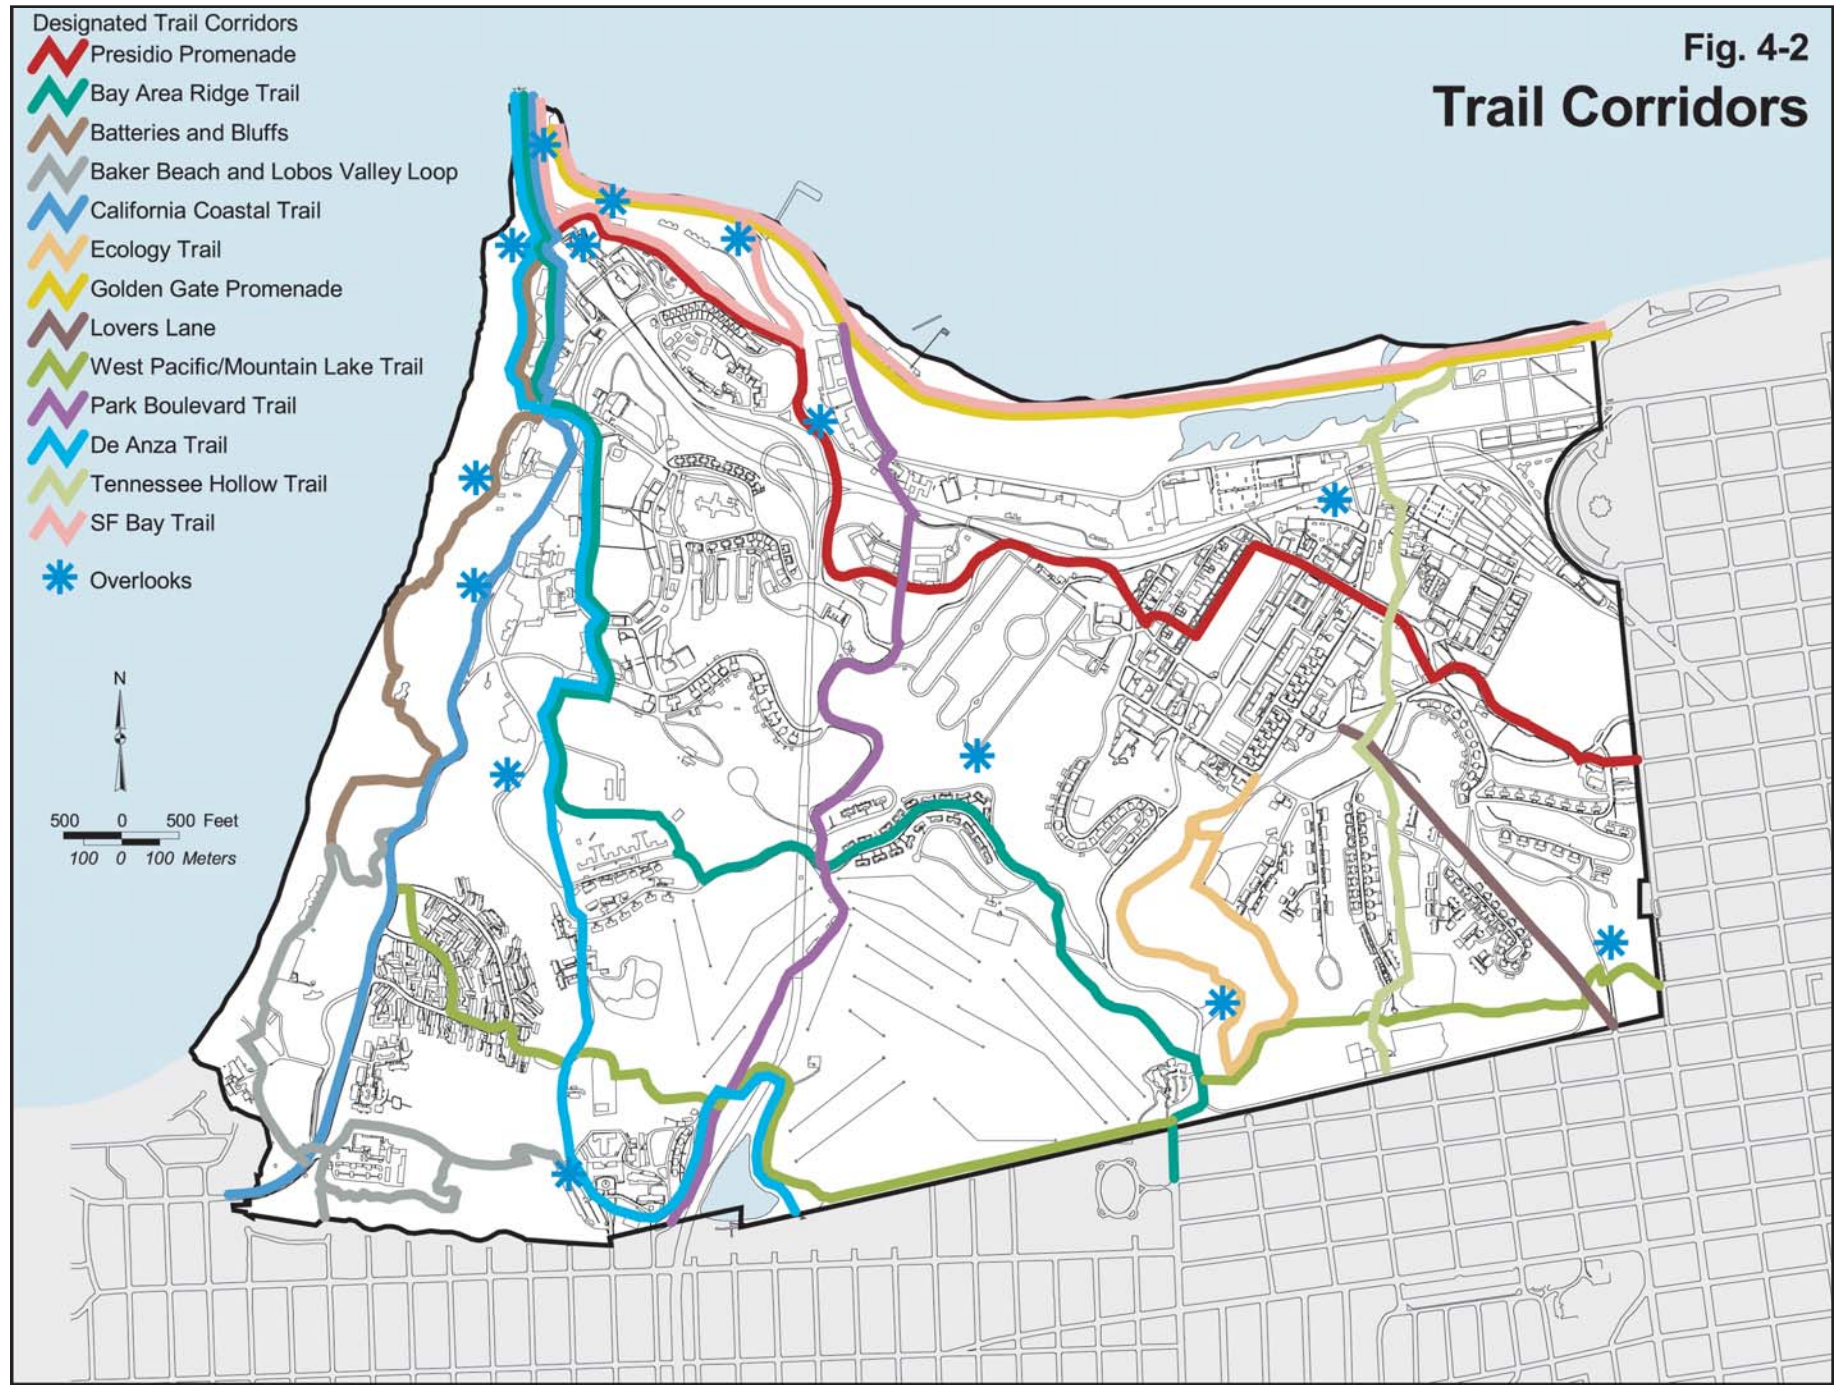 Designated Trail Corridors
Presidio Promenade
Bay Area Ridge Trail
Batteries and Bluffs
Baker Beach and Lobos Valley Loop
California Coastal Trail
Ecology Trail
Golden Gate Promenade
Lovers Lane
West Pacific/Mountain Lake Trail
Park Boulevard Trail
De Anza Trail
Tennessee Hollow Trail
SF Bay Trail
Overlooks
Fig. 4-2
Trail Corridors
N
500 0 500 Feet
100 0 100 Meters